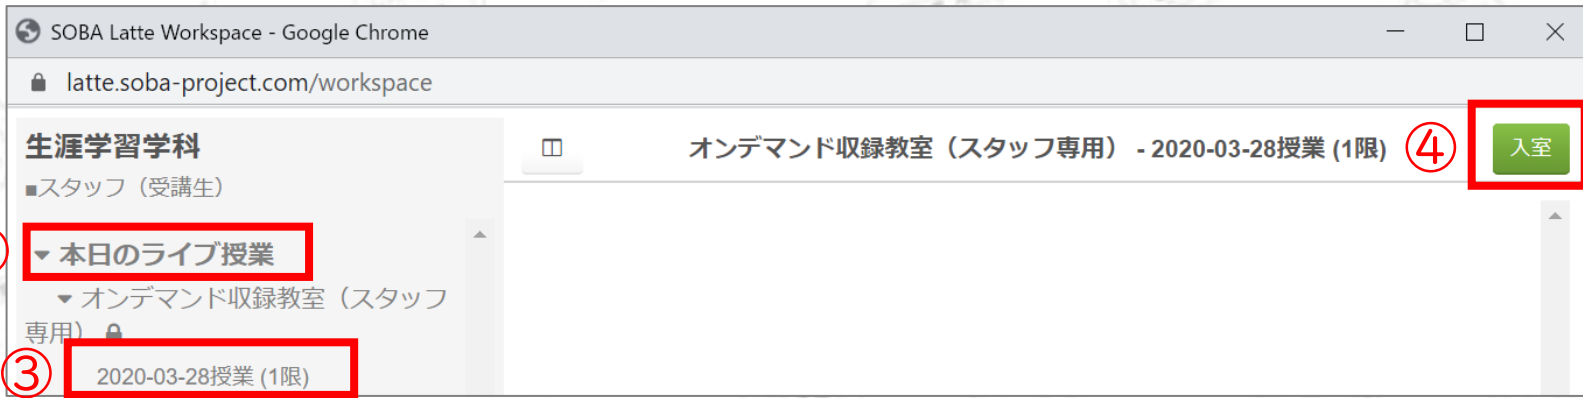 SOBA Latte Workspace - Google Chrome
latte.soba-project.com/workspace
生涯学習学科
■スタッフ（受講生）
オンデマンド収録教室（スタッフ専用） - 2020-03-28授業 (1限)
④
入室
本日のライブ授業
オンデマンド収録教室（スタッフ
専用）
③
2020-03-28授業 (1限)